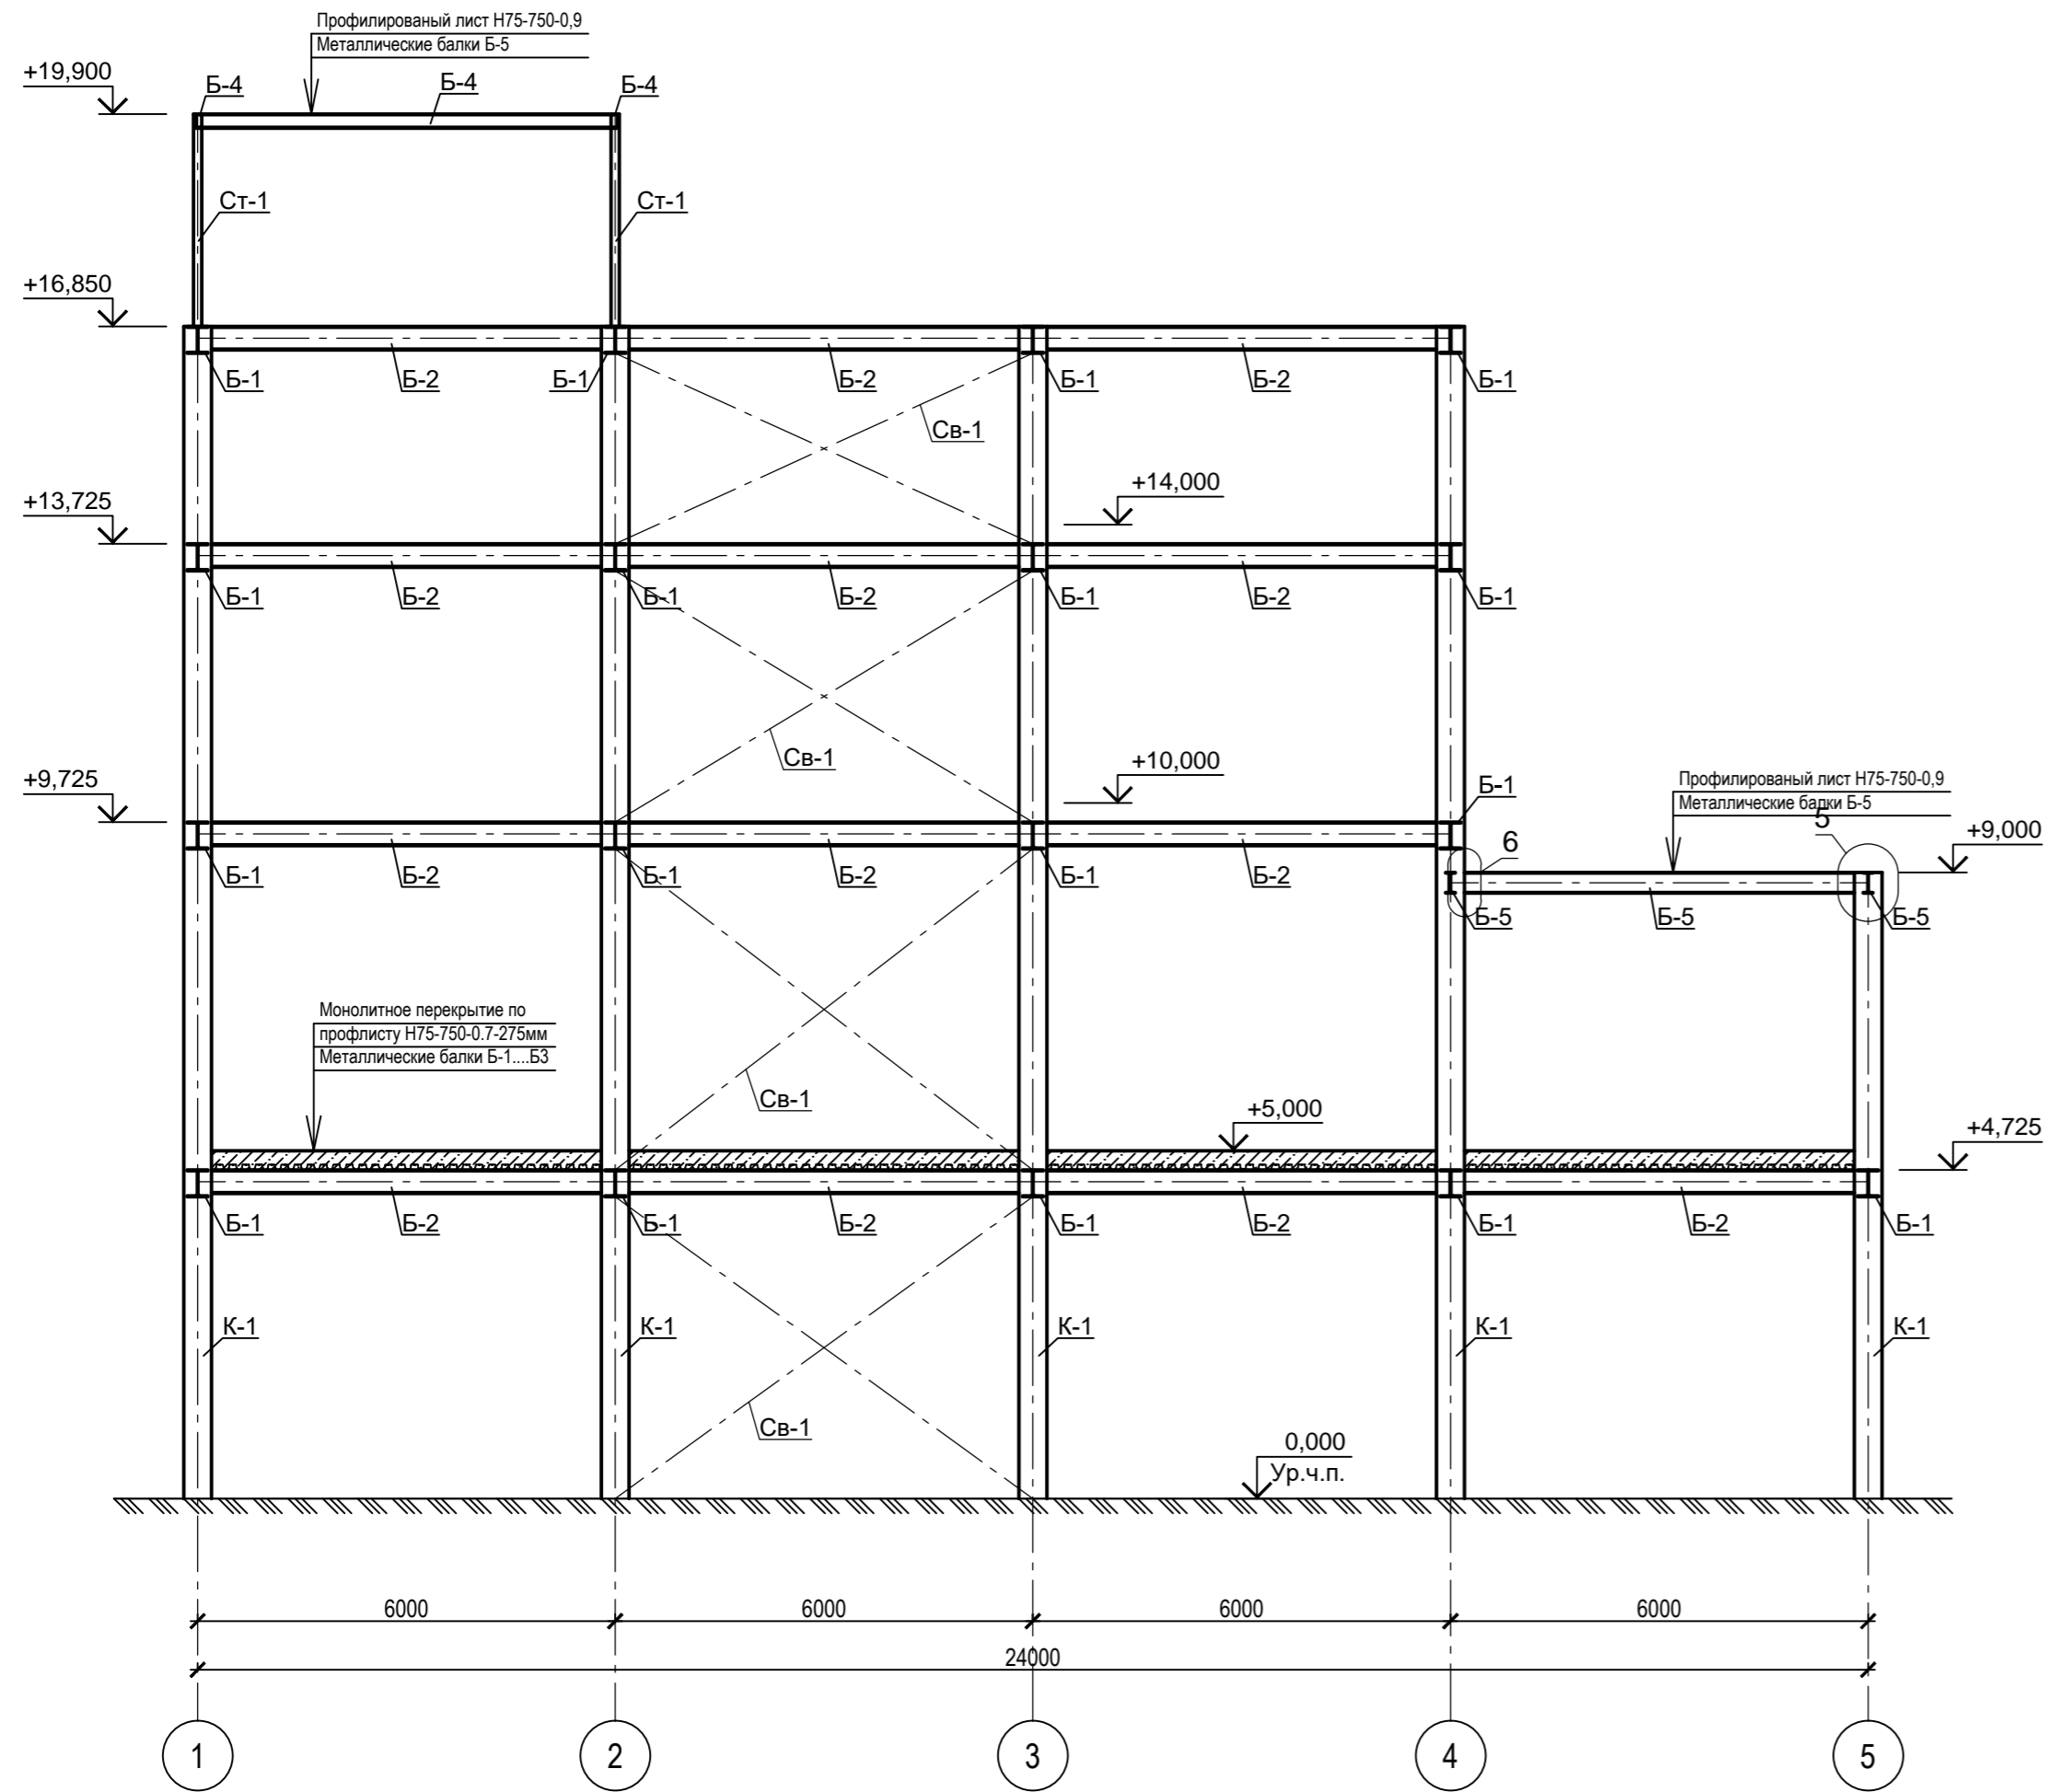 Профилированый лист Н75-750-0,9
Металлические балки Б-5
+19,900
Б-4
Б-4
Б-4
Ст-1
Ст-1
+16,850
Б-1
Б-2
Б-1
Б-2
Б-1
Б-2
Б-1
Св-1
+14,000
+13,725
Б-1
Б-2
Б-1
Б-2
Б-1
Б-2
Б-1
Св-1
+10,000
+9,725
Б-1
Профилированый лист Н75-750-0,9
Металлические балки Б-5
5
+9,000
6
Б-1
Б-2
Б-1
Б-2
Б-1
Б-2
Б-5
Б-5
Б-5
Монолитное перекрытие по
профлисту Н75-750-0.7-275мм
Металлические балки Б-1....Б3
Св-1
+5,000
+4,725
Б-1
Б-2
Б-1
Б-2
Б-1
Б-2
Б-1
Б-2
Б-1
К-1
К-1
К-1
К-1
К-1
Св-1
0,000
Ур.ч.п.
6000
6000
6000
6000
24000
1
2
3
4
5